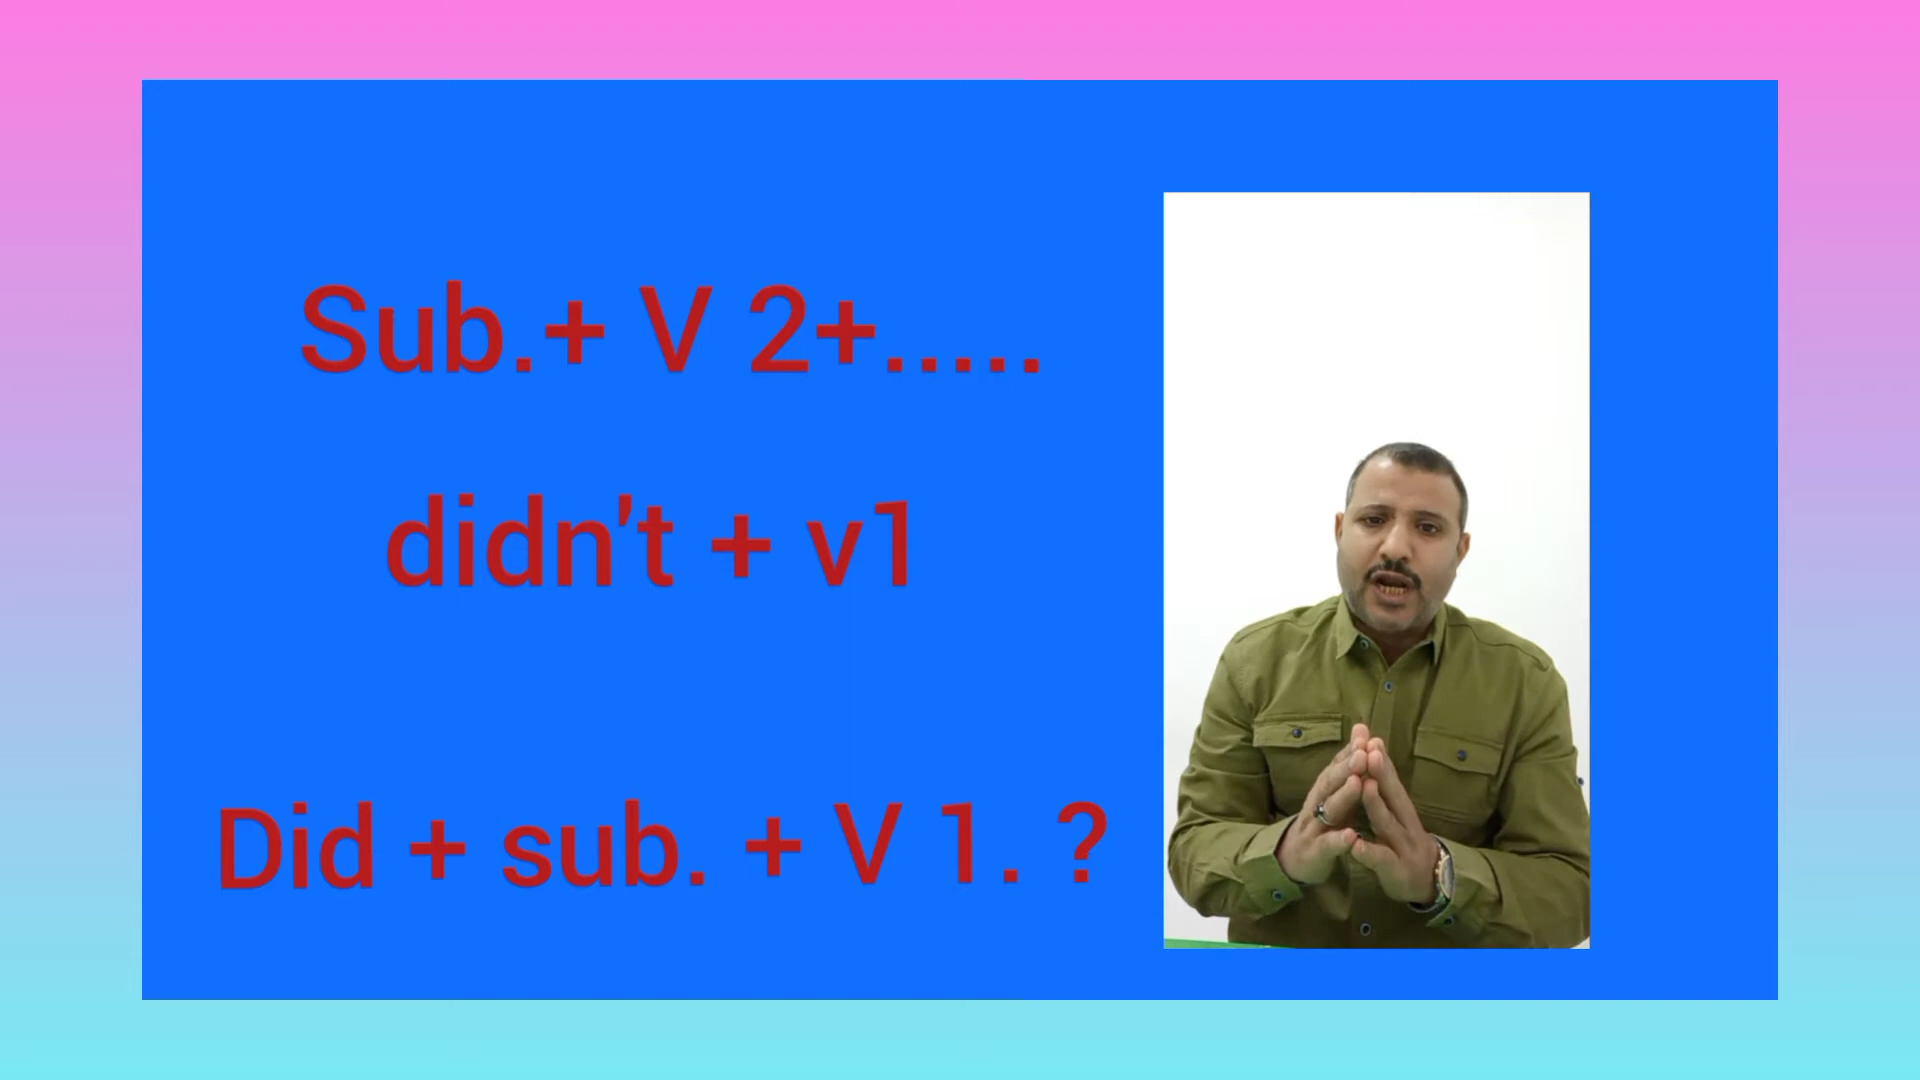 Sub.+ V 2+.....
didn't + v1
Did + sub. + V 1. ?